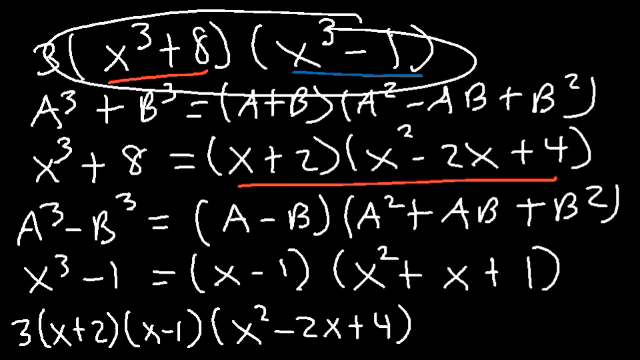 3(x³+8)(x³-1)
A³+B³=(A+B)(A²-AB+B²)
x³+8=(x+2)(x²-2x+4)
A³-B³=(A-B)(A²+AB+B²)
x³-1=(x-1)(x²+x+1)
3(x+2)(x-1)(x²-2x+4)